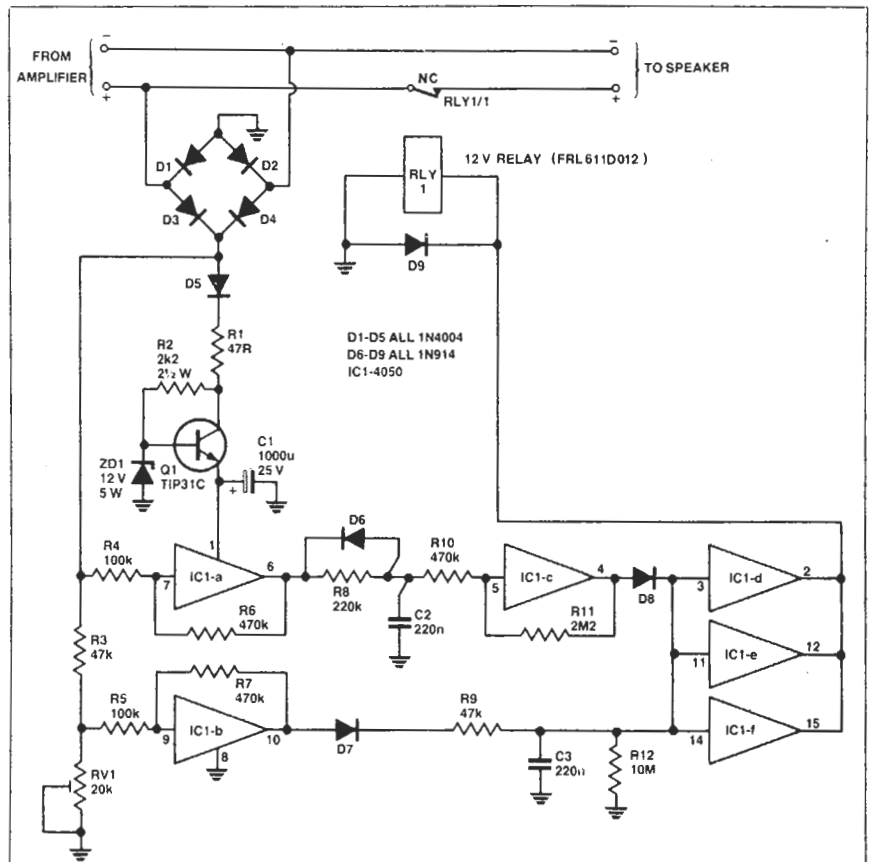 FROM
AMPLIFIER
−
+
NC
RLY1/1
−
+
TO SPEAKER
D1
D2
D3
D4
RLY
1
12 V RELAY (FRL611D012)
D9
D5
R1
47R
R2
2k2
2½ W
D1-D5 ALL 1N4004
D6-D9 ALL 1N914
IC1-4050
ZD1
12 V
5 W
Q1
TIP31C
C1
1000u
25 V
+
R4
100k
1
7
IC1-a
6
R6
470k
D6
R8
220k
C2
220n
R10
470k
5
IC1-c
4
R11
2M2
D8
3
IC1-d
2
11
IC1-e
12
14
IC1-f
15
R3
47k
R5
100k
R7
470k
9
IC1-b
10
8
D7
R9
47k
C3
220n
R12
10M
RV1
20k